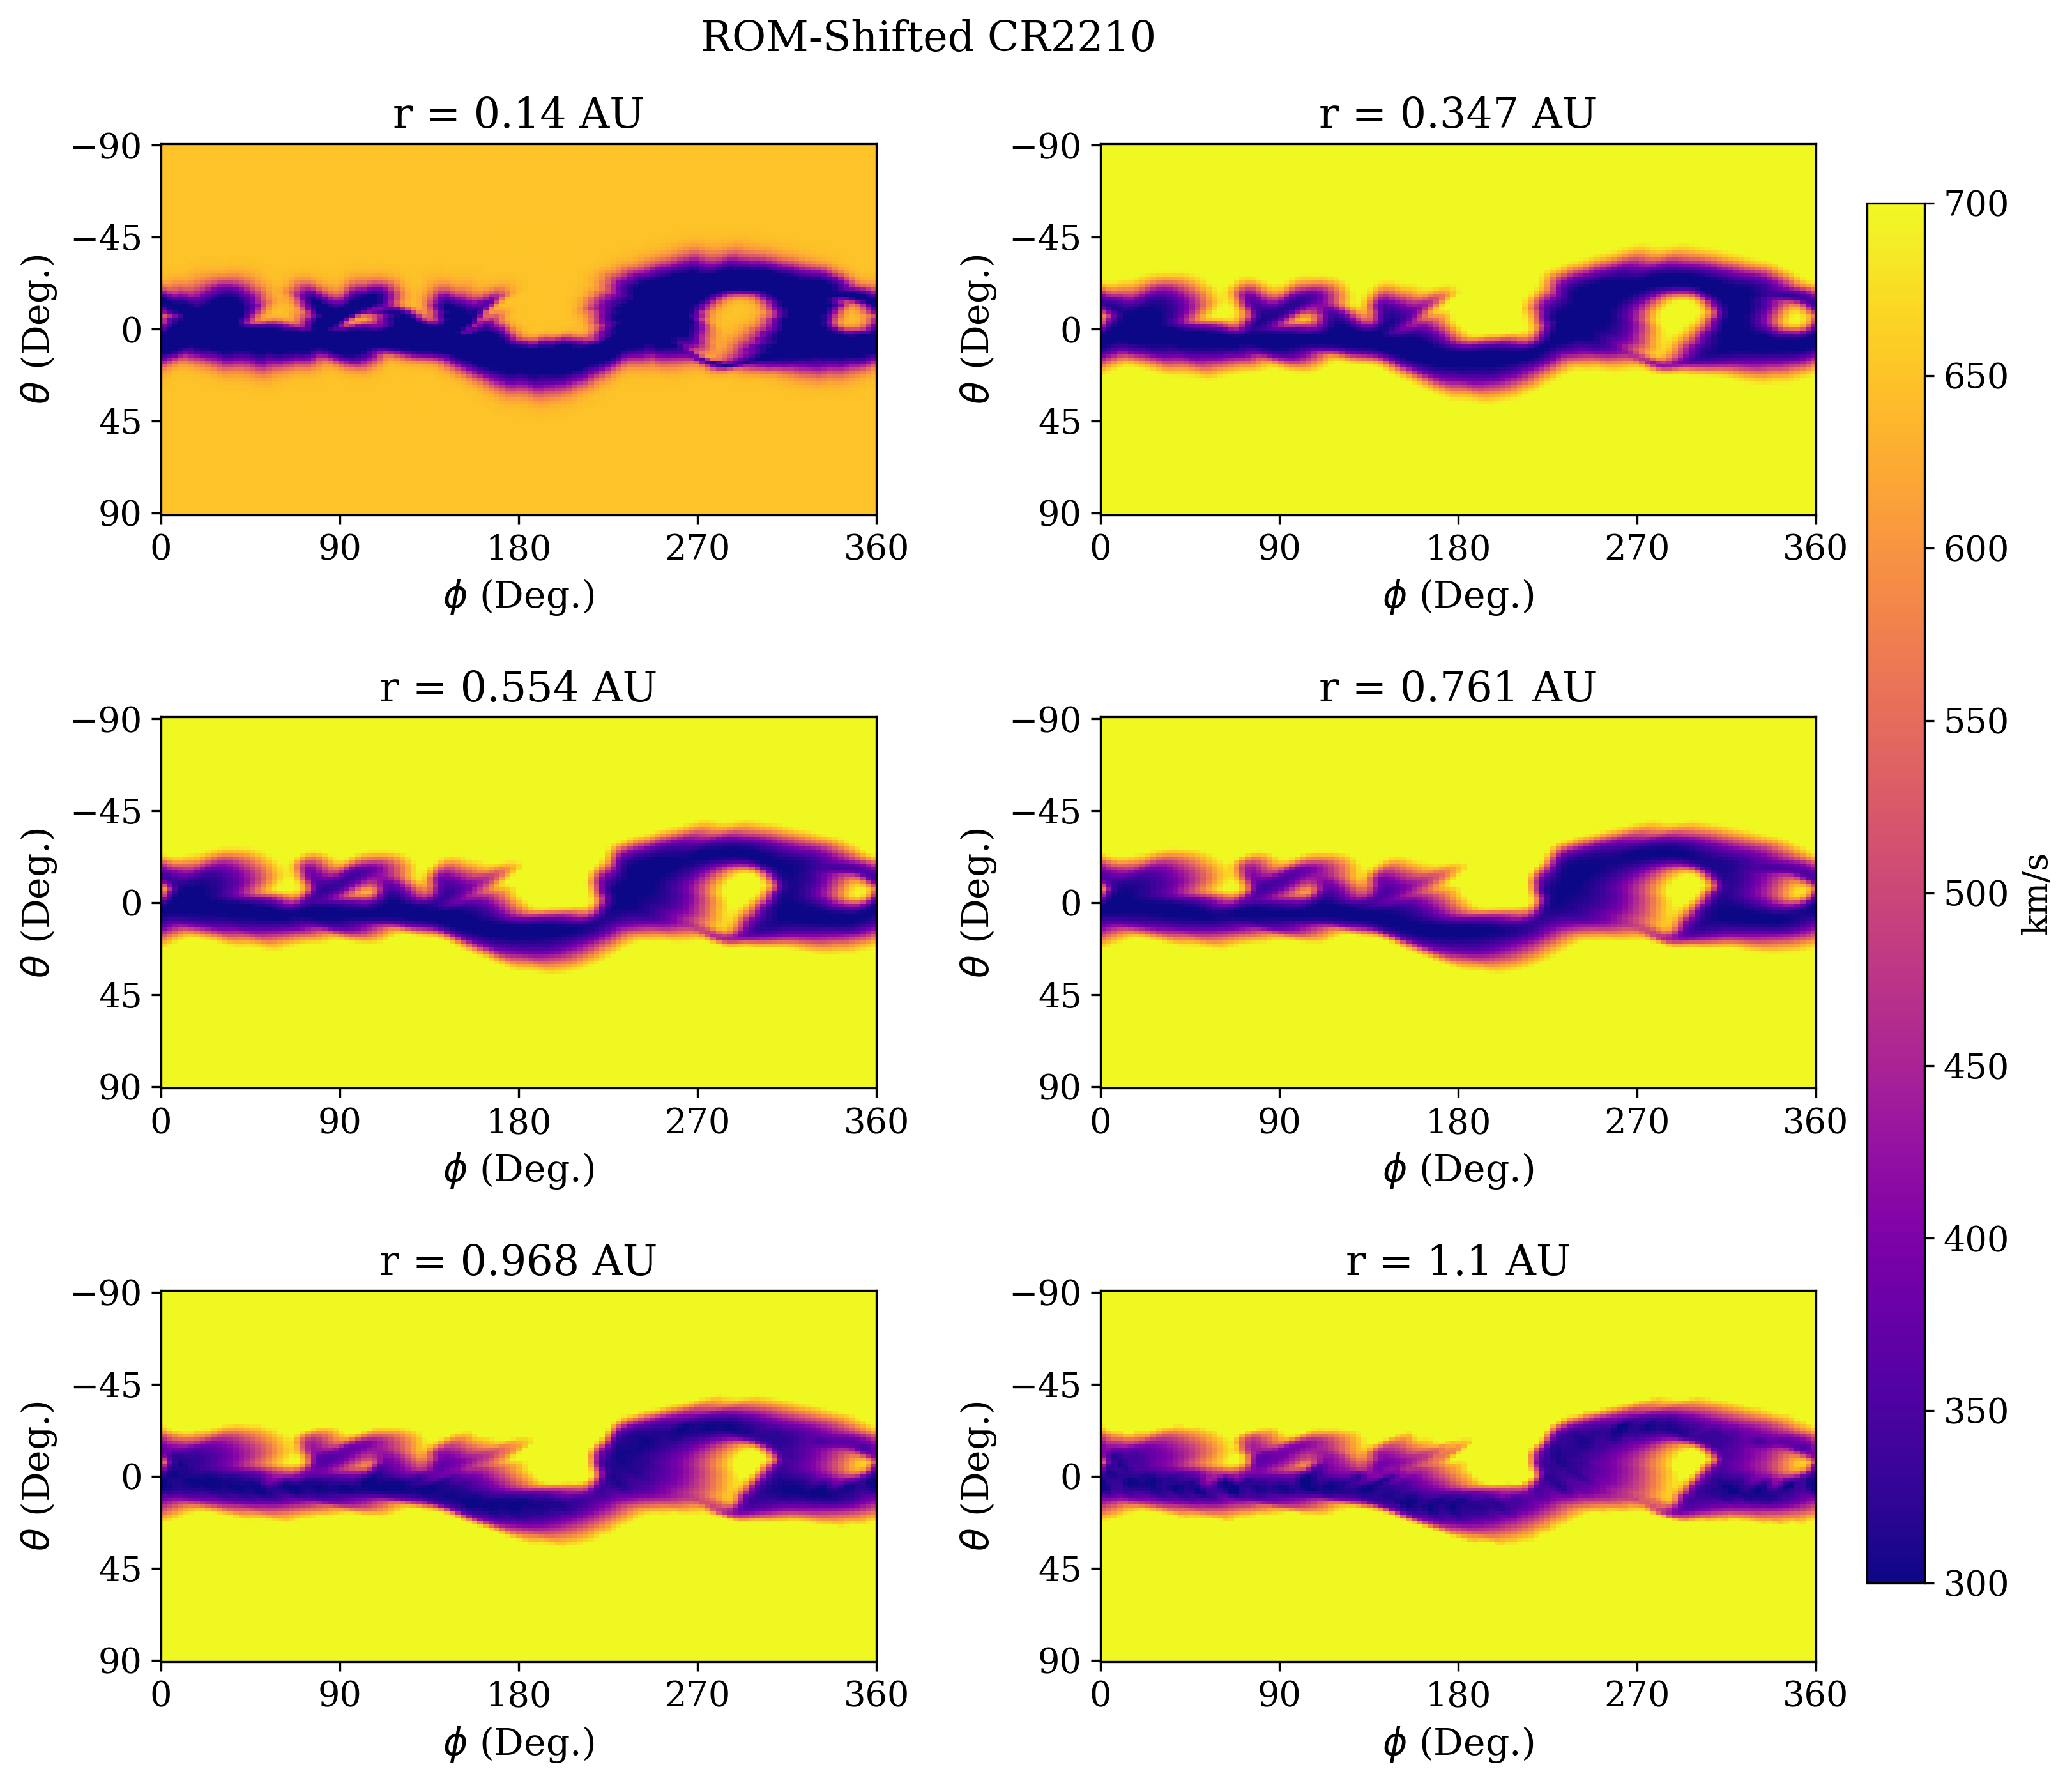 ROM-Shifted CR2210
r = 0.14 AU
−90
−45
0
45
90
θ (Deg.)
0 90 180 270 360
ϕ (Deg.)
r = 0.347 AU
−90
−45
0
45
90
θ (Deg.)
0 90 180 270 360
ϕ (Deg.)
r = 0.554 AU
−90
−45
0
45
90
θ (Deg.)
0 90 180 270 360
ϕ (Deg.)
r = 0.761 AU
−90
−45
0
45
90
θ (Deg.)
0 90 180 270 360
ϕ (Deg.)
r = 0.968 AU
−90
−45
0
45
90
θ (Deg.)
0 90 180 270 360
ϕ (Deg.)
r = 1.1 AU
−90
−45
0
45
90
θ (Deg.)
0 90 180 270 360
ϕ (Deg.)
700
650
600
550
500
450
400
350
300
km/s